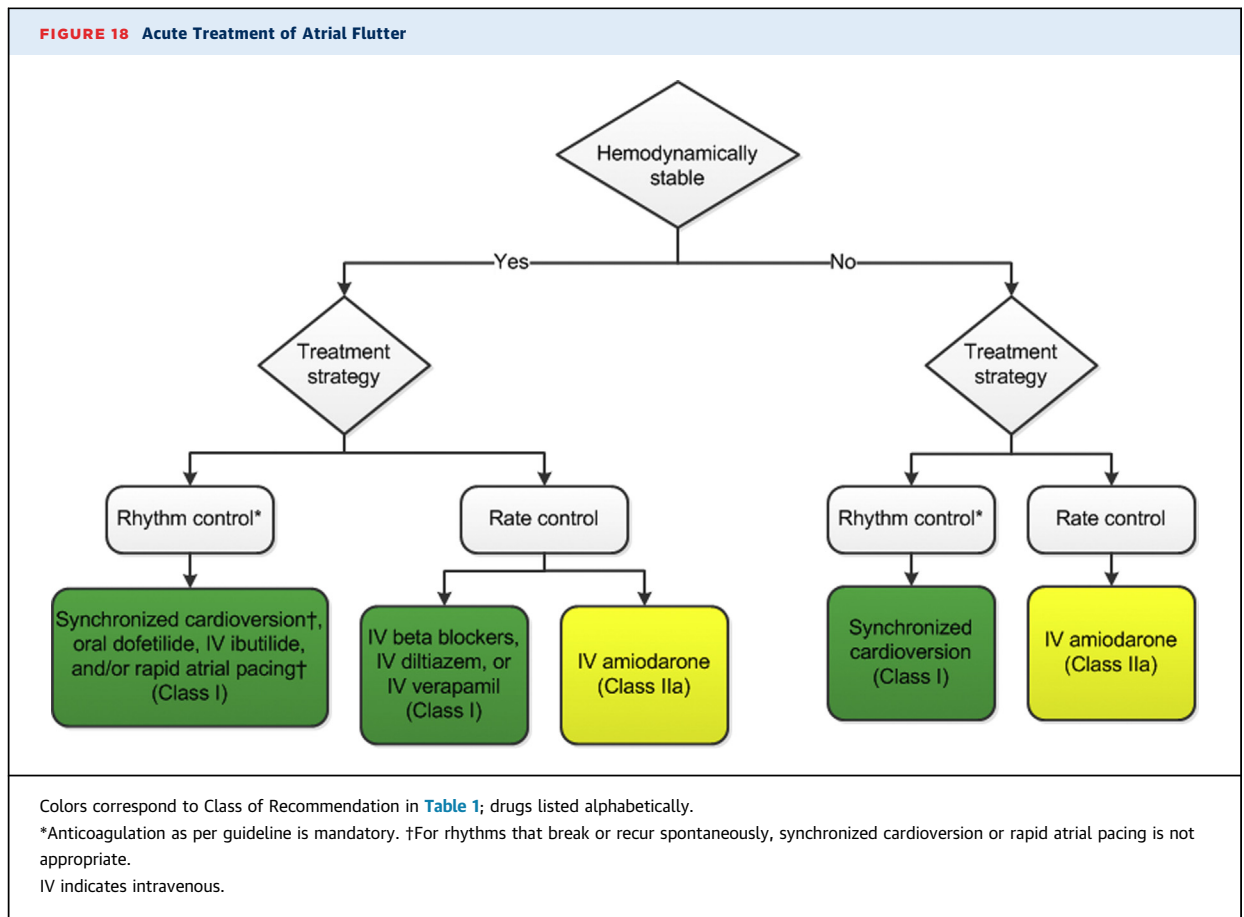 FIGURE 18 Acute Treatment of Atrial Flutter
Hemodynamically
stable
Yes
No
Treatment
strategy
Treatment
strategy
Rhythm control*
Rate control
Rhythm control*
Rate control
Synchronized cardioversion†,
oral dofetilide, IV ibutilide,
and/or rapid atrial pacing†
(Class I)
IV beta blockers,
IV diltiazem, or
IV verapamil
(Class I)
IV amiodarone
(Class IIa)
Synchronized
cardioversion
(Class I)
IV amiodarone
(Class IIa)
Colors correspond to Class of Recommendation in Table 1; drugs listed alphabetically.
*Anticoagulation as per guideline is mandatory. †For rhythms that break or recur spontaneously, synchronized cardioversion or rapid atrial pacing is not
appropriate.
IV indicates intravenous.